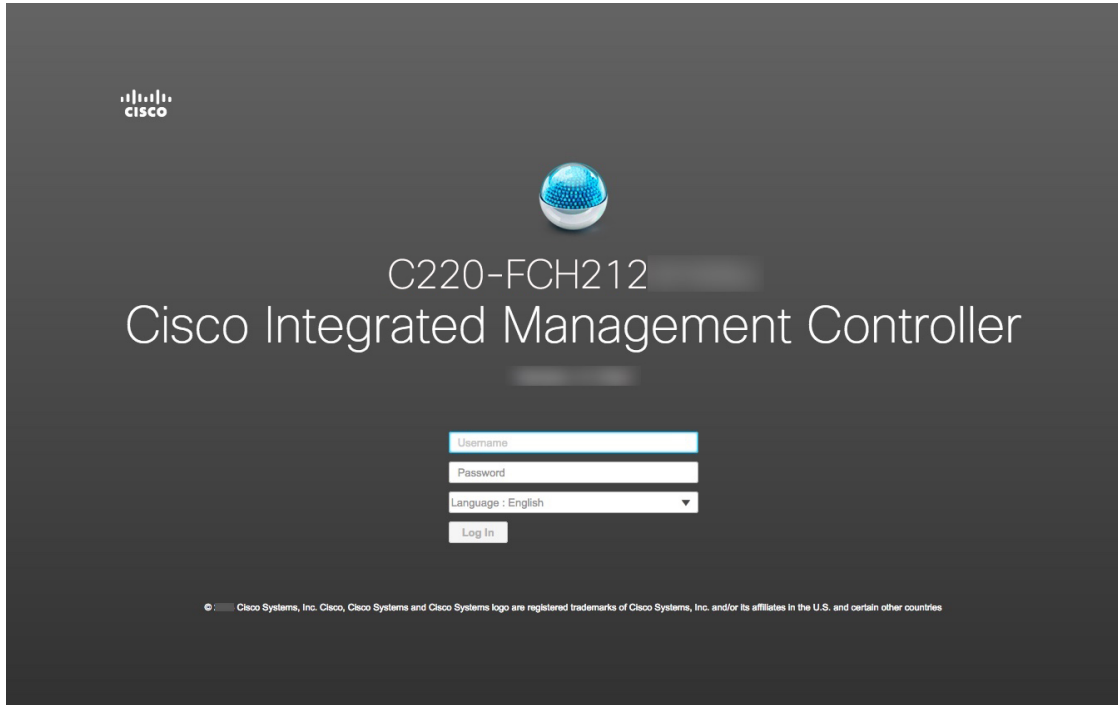 CISCO
C220-FCH212
Cisco Integrated Management Controller
Username
Password
Language : English
Log In
© Cisco Systems, Inc. Cisco, Cisco Systems and Cisco Systems logo are registered trademarks of Cisco Systems, Inc. and/or its affiliates in the U.S. and certain other countries